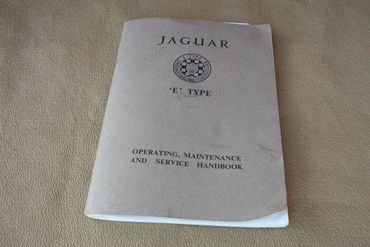 JAGUAR
'E' TYPE
OPERATING, MAINTENANCE
AND SERVICE HANDBOOK